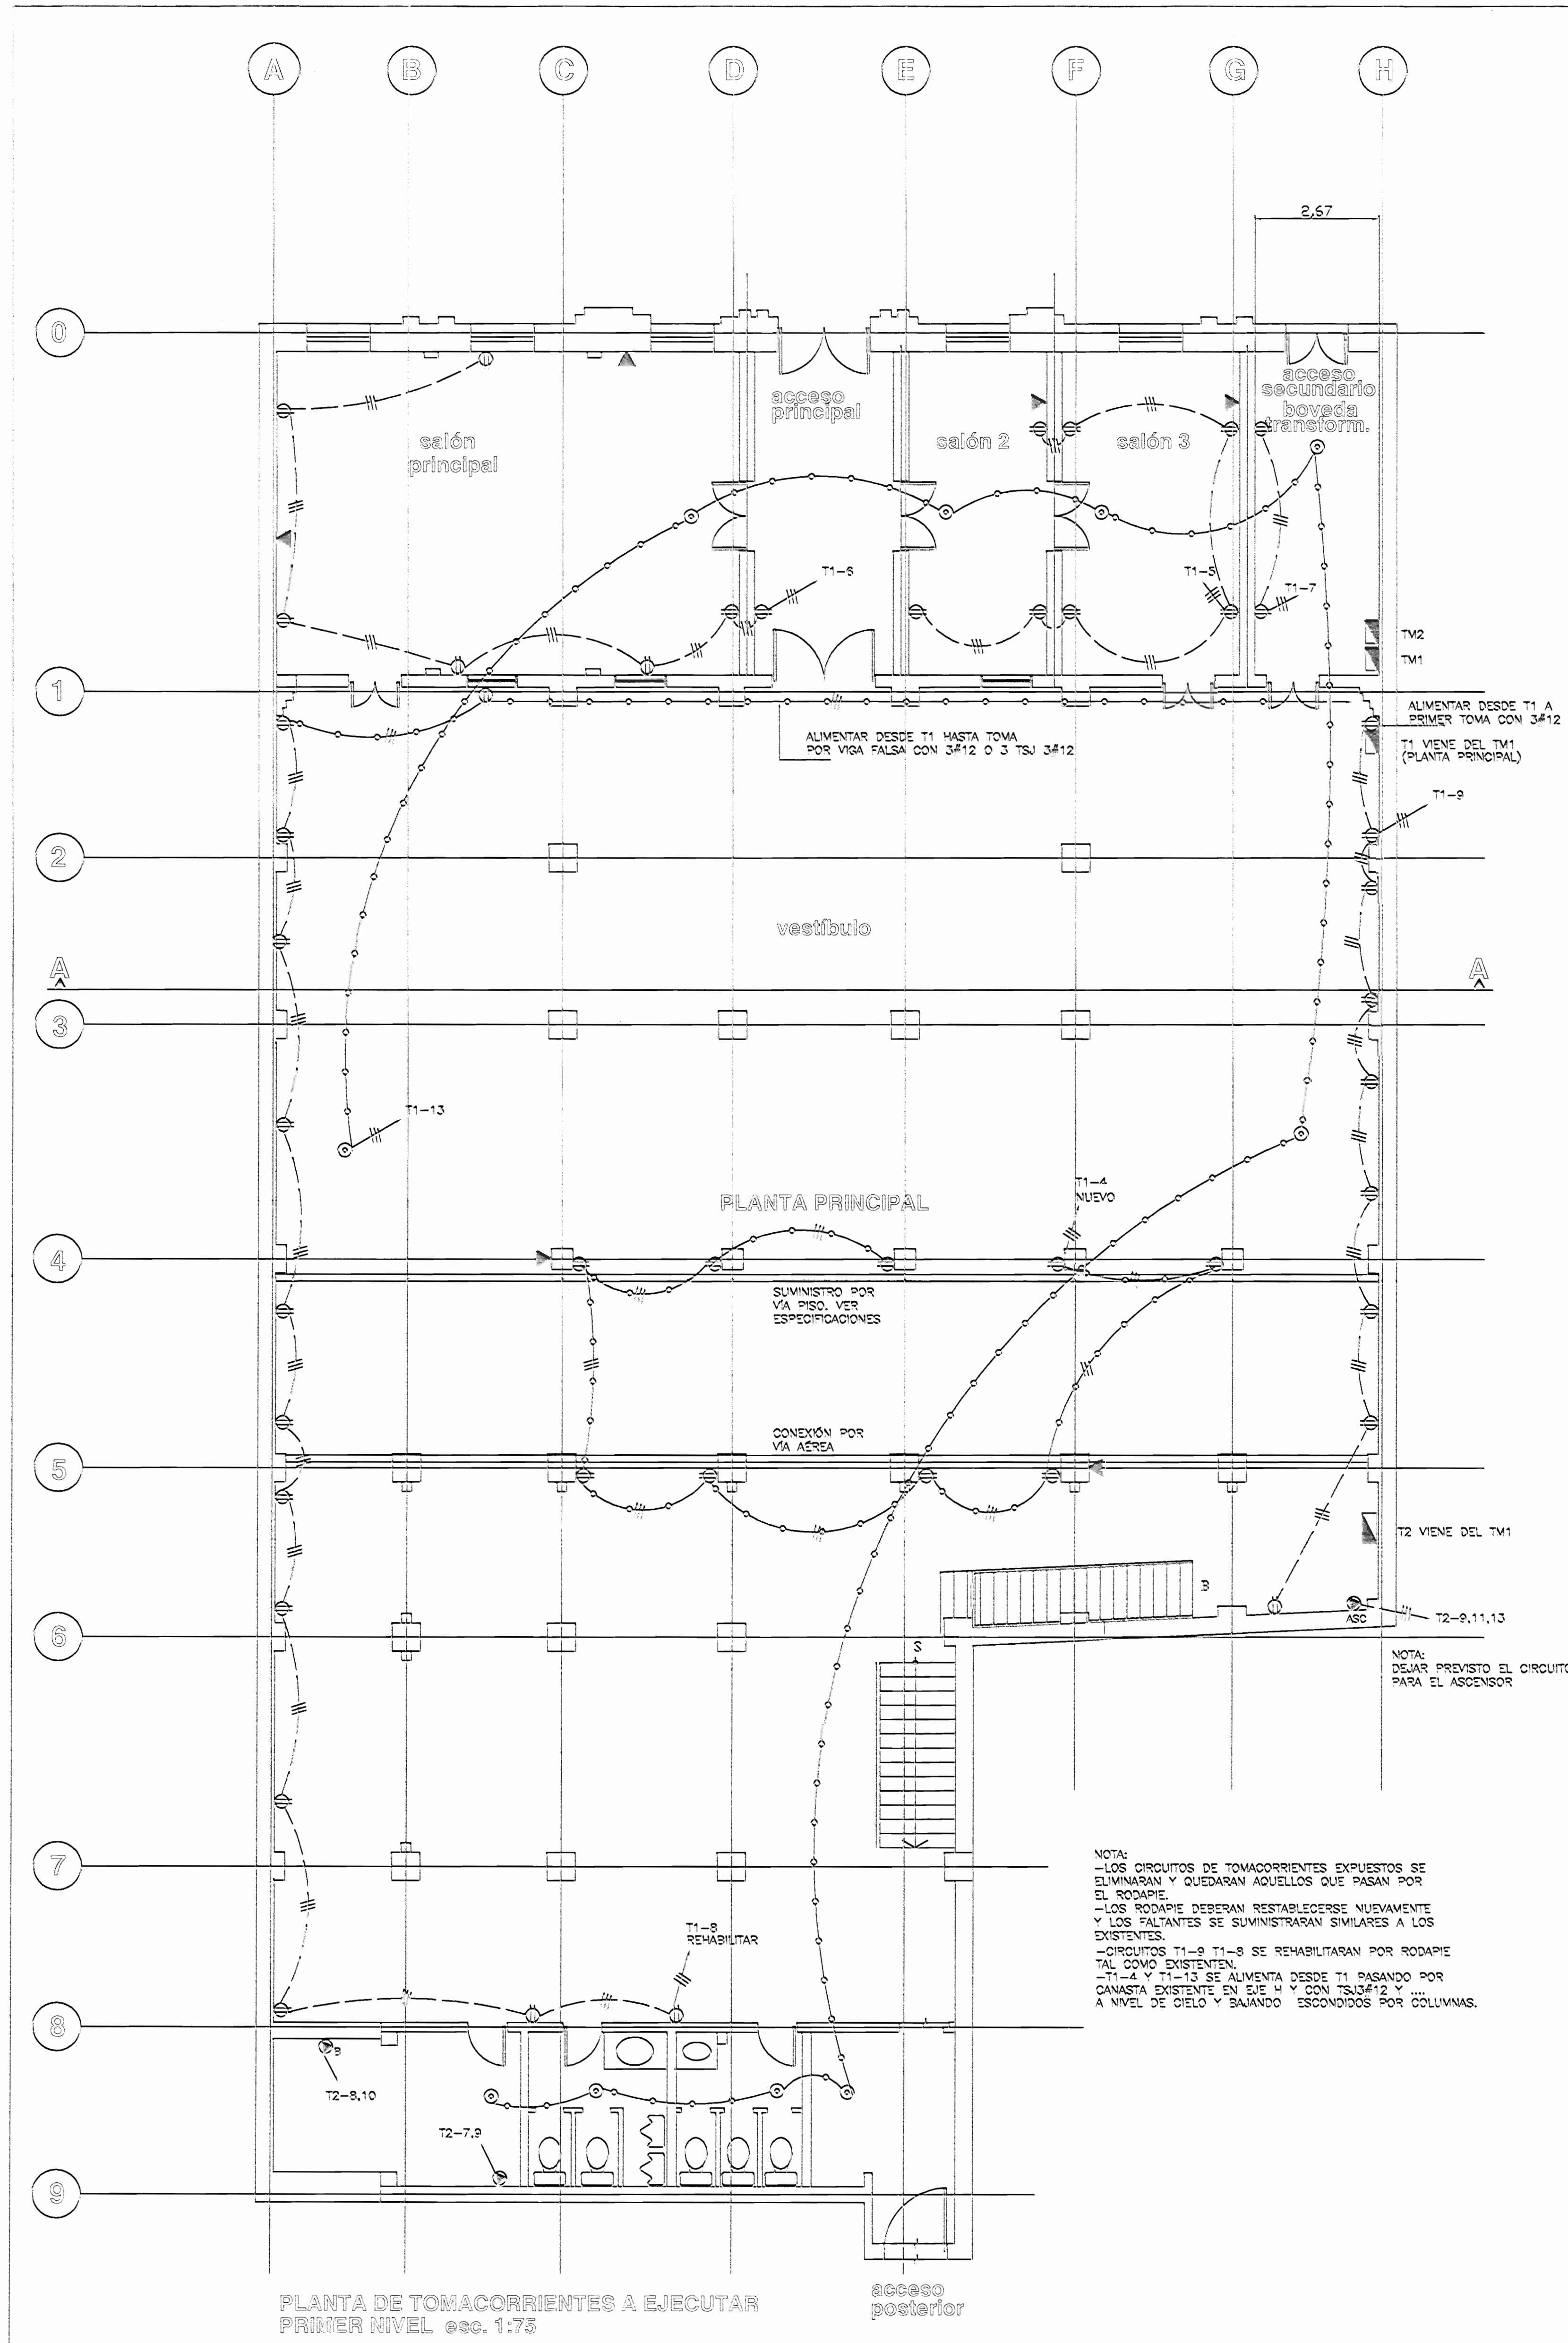 A B C D E F G H
2,67
0
acceso
principal
acceso
secundario
boveda
transform.
salón
principal
salón 2
salón 3
T1-6
T1-5
T1-7
TM2
TM1
1
ALIMENTAR DESDE T1 A
PRIMER TOMA CON 3#12
ALIMENTAR DESDE T1 HASTA TOMA
POR VIGA FALSA CON 3#12 O 3 TSJ 3#12
T1 VIENE DEL TM1
(PLANTA PRINCIPAL)
T1-9
2
vestíbulo
A
A
3
T1-13
T1-4
NUEVO
PLANTA PRINCIPAL
4
SUMINISTRO POR
VÍA PISO. VER
ESPECIFICACIONES
CONEXIÓN POR
VÍA AÉREA
5
T2 VIENE DEL TM1
B
ASC
T2-9,11,13
6
S
NOTA:
DEJAR PREVISTO EL CIRCUITO
PARA EL ASCENSOR
7
NOTA:
-LOS CIRCUITOS DE TOMACORRIENTES EXPUESTOS SE
ELIMINARAN Y QUEDARAN AQUELLOS QUE PASAN POR
EL RODAPIE.
-LOS RODAPIE DEBERAN RESTABLECERSE NUEVAMENTE
Y LOS FALTANTES SE SUMINISTRARAN SIMILARES A LOS
EXISTENTES.
-CIRCUITOS T1-9 T1-8 SE REHABILITARAN POR RODAPIE
TAL COMO EXISTENTEN.
-T1-4 Y T1-13 SE ALIMENTA DESDE T1 PASANDO POR
CANASTA EXISTENTE EN EJE H Y CON TSJ3#12 Y ....
A NIVEL DE CIELO Y BAJANDO ESCONDIDOS POR COLUMNAS.
T1-8
REHABILITAR
8
B
T2-8,10
T2-7,9
9
acceso
posterior
PLANTA DE TOMACORRIENTES A EJECUTAR
PRIMER NIVEL esc. 1:75